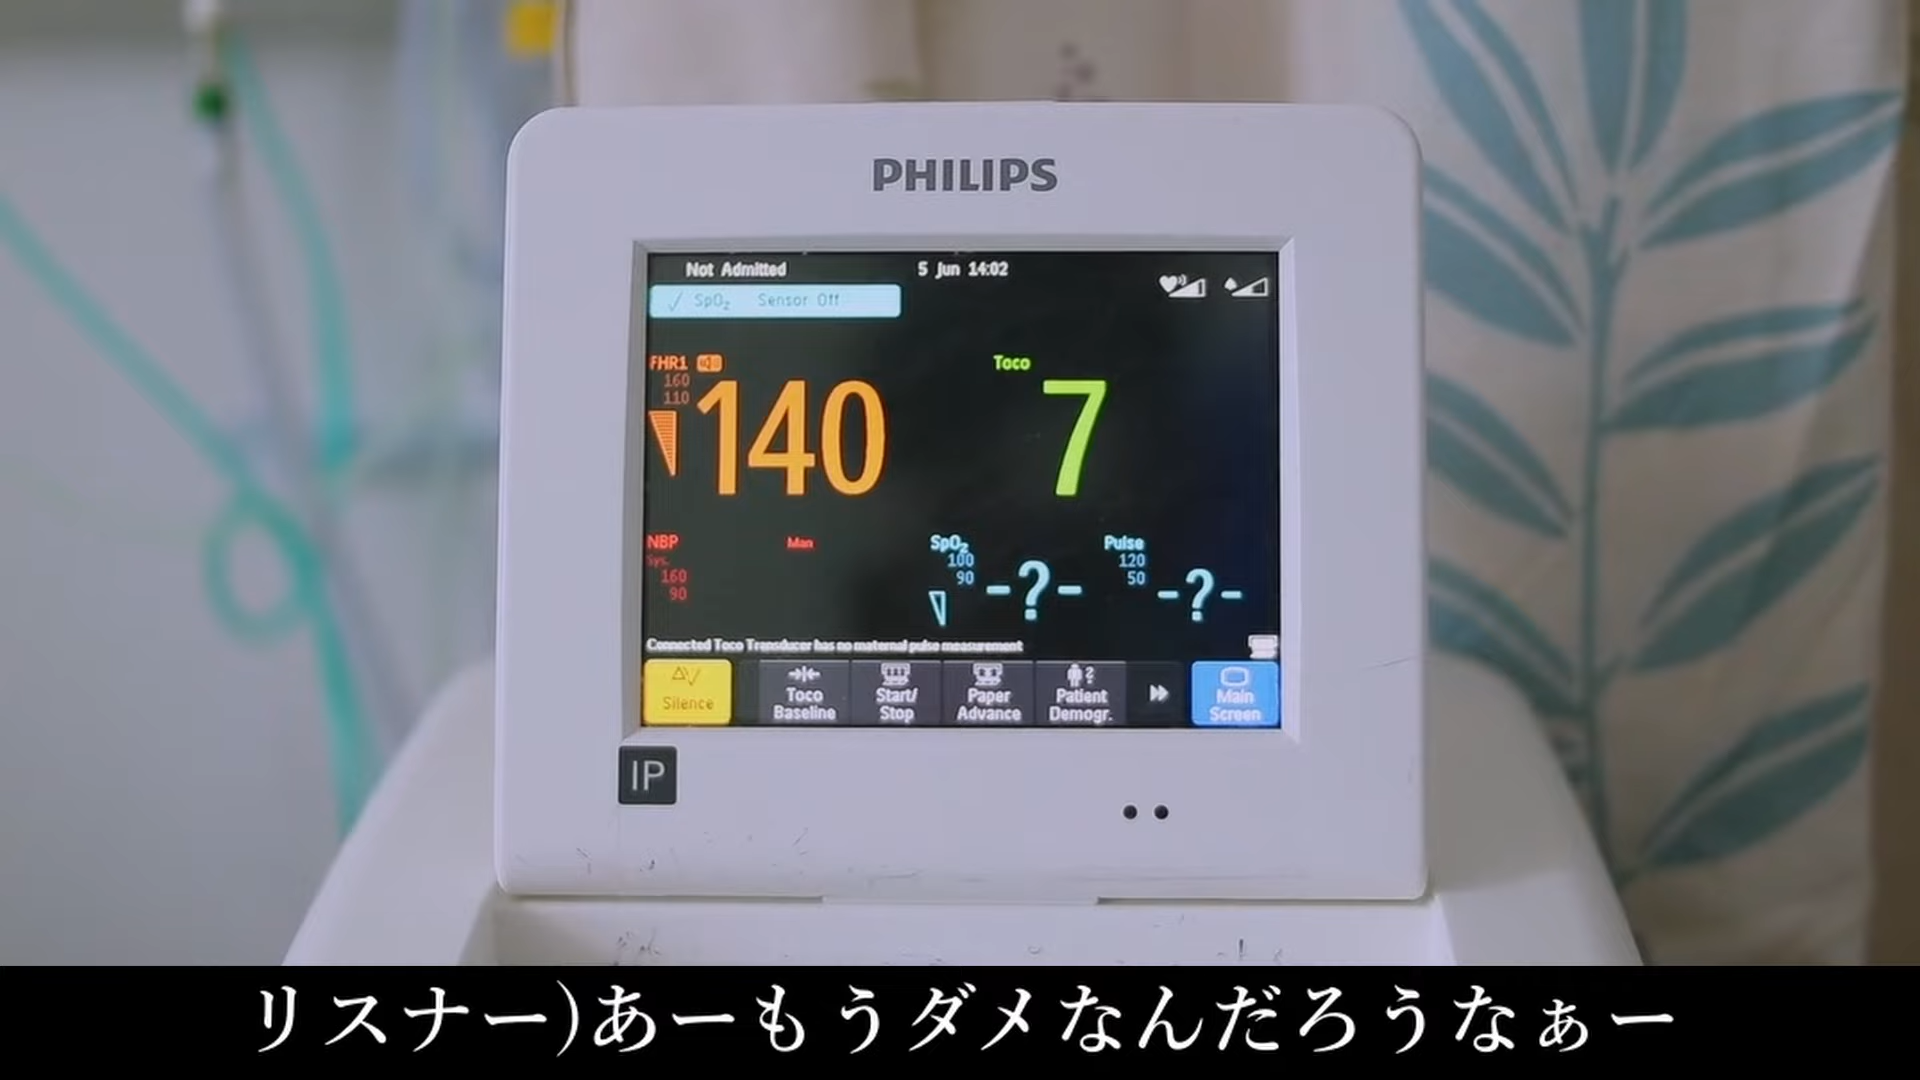 PHILIPS
Not Admitted 5 Jun 14:02
SpO₂ Sensor Off
FHR1
160
110
140
Toco
7
NBP
Sys.
160
90
Man
SpO₂
100
90
-?-
Pulse
120
50
-?-
Connected Toco Transducer has no maternal pulse measurement
Silence
Toco
Baseline
Start/
Stop
Paper
Advance
Patient
Demogr.
Main
Screen
IP
リスナー)あーもうダメなんだろうなぁー